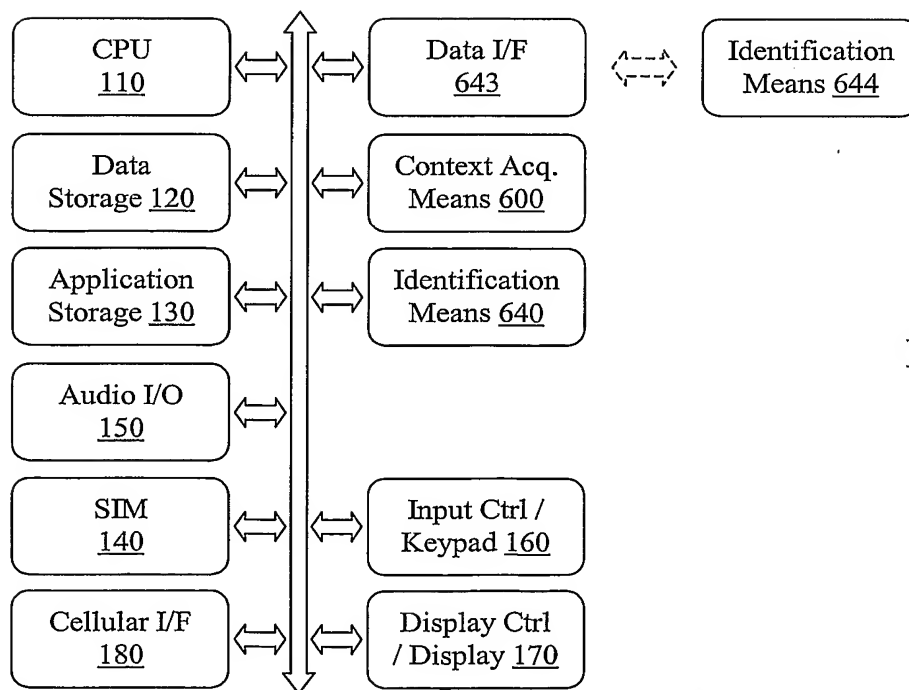 CPU
110
Data I/F
643
Identification
Means 644
Data
Storage 120
Context Acq.
Means 600
Application
Storage 130
Identification
Means 640
Audio I/O
150
SIM
140
Input Ctrl /
Keypad 160
Cellular I/F
180
Display Ctrl
/ Display 170